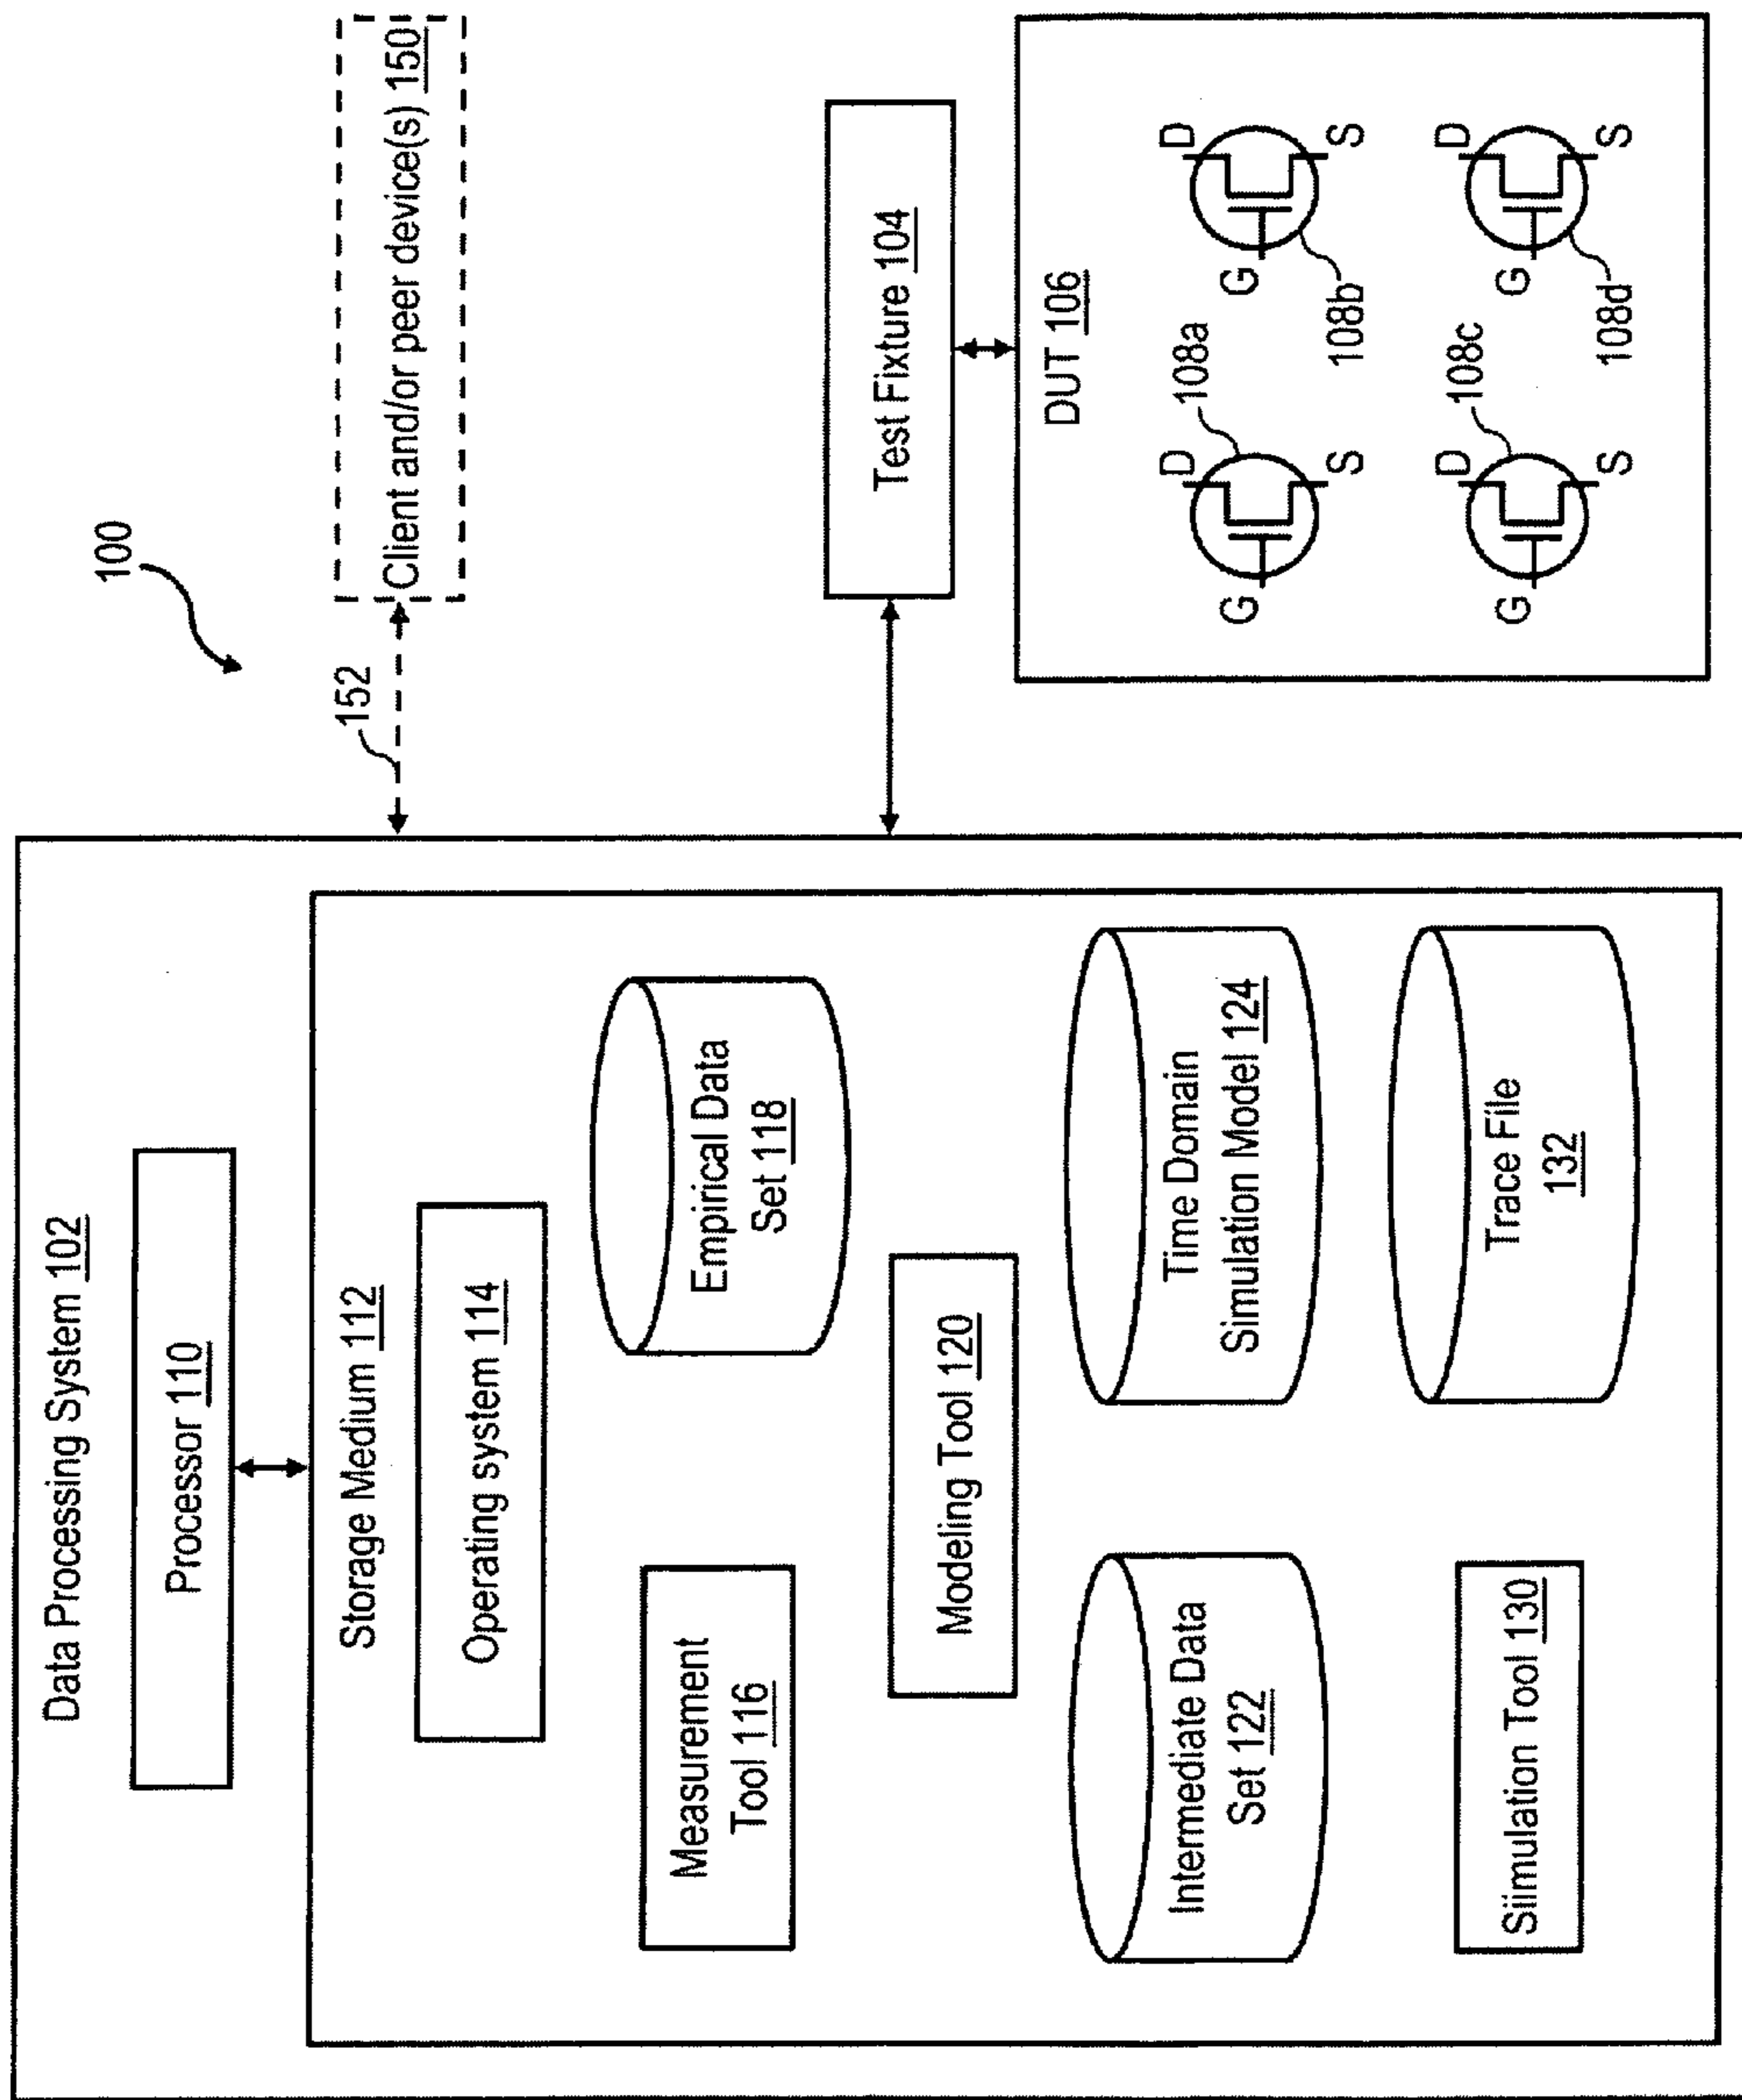 100
Data Processing System 102
Processor 110
Storage Medium 112
Operating system 114
Measurement
Tool 116
Empirical Data
Set 118
Modeling Tool 120
Intermediate Data
Set 122
Time Domain
Simulation Model 124
Siimulation Tool 130
Trace File
132
152
Client and/or peer device(s) 150
Test Fixture 104
DUT 106
108a
D
G
S
D
G
S
108b
108c
D
G
S
D
G
S
108d